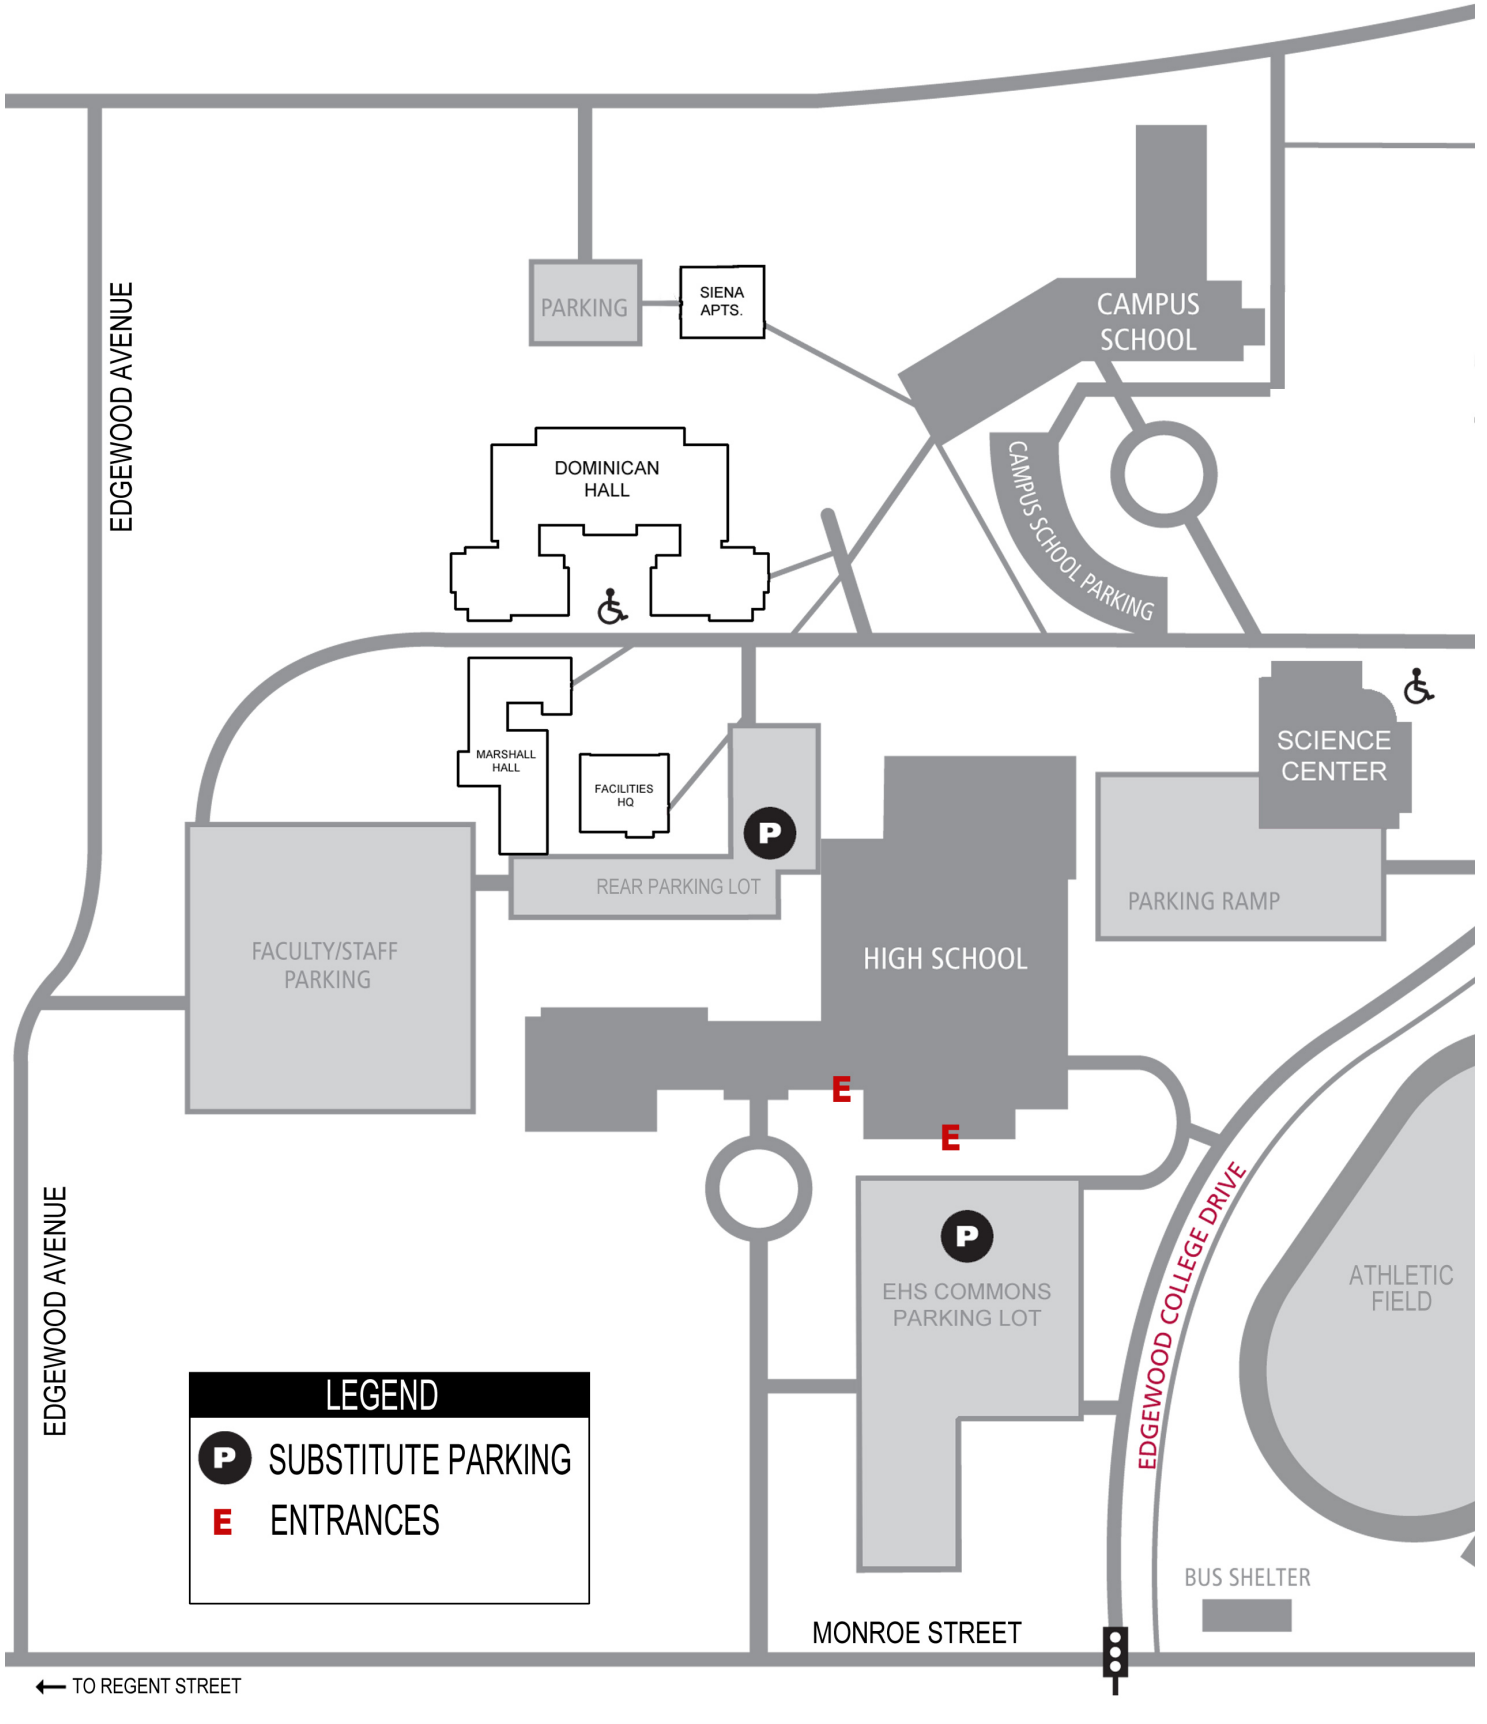 EDGEWOOD AVENUE
PARKING
SIENA
APTS.
CAMPUS
SCHOOL
DOMINICAN
HALL
CAMPUS SCHOOL PARKING
MARSHALL
HALL
FACILITIES
HQ
P
REAR PARKING LOT
SCIENCE
CENTER
PARKING RAMP
FACULTY/STAFF
PARKING
HIGH SCHOOL
E
E
P
EHS COMMONS
PARKING LOT
EDGEWOOD COLLEGE DRIVE
ATHLETIC
FIELD
EDGEWOOD AVENUE
LEGEND
P SUBSTITUTE PARKING
E ENTRANCES
BUS SHELTER
MONROE STREET
← TO REGENT STREET